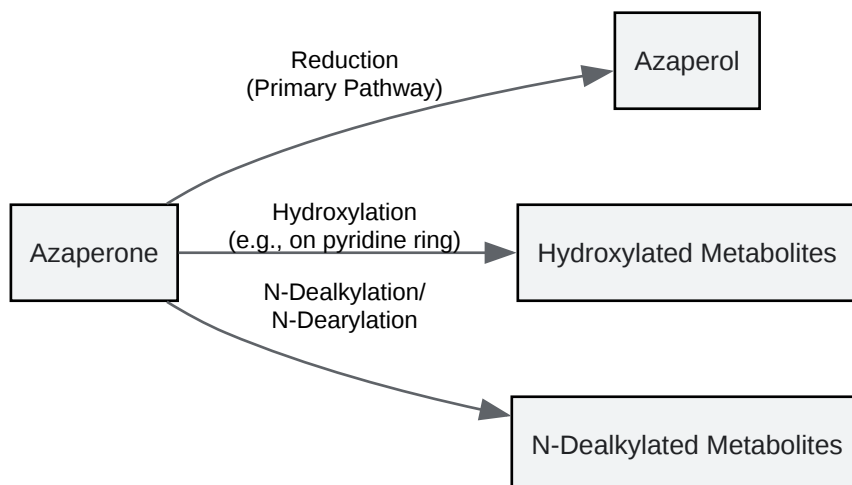 Reduction
(Primary Pathway)
Azaperol
Azaperone
Hydroxylation
(e.g., on pyridine ring)
Hydroxylated Metabolites
N-Dealkylation/
N-Dearylation
N-Dealkylated Metabolites